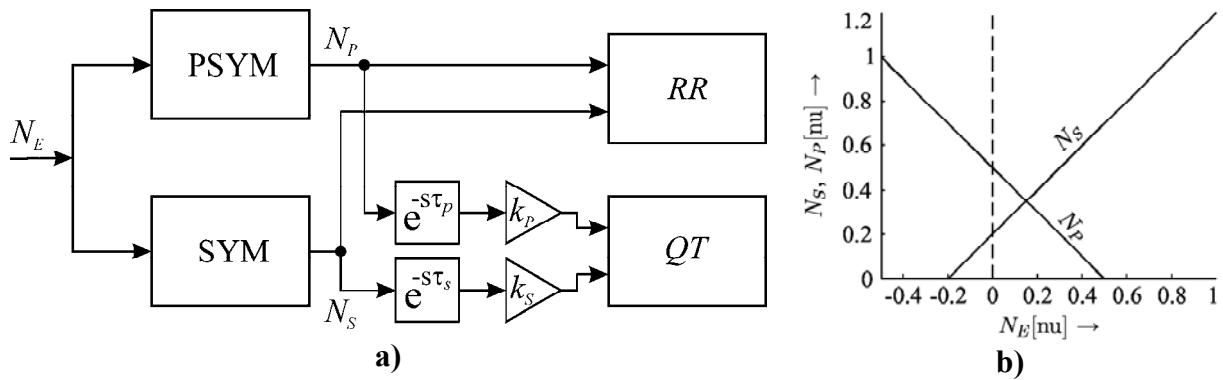 N_E
PSYM
SYM
N_P
N_S
e^{-sτ_p}
e^{-sτ_s}
k_P
k_S
RR
QT
a)
N_S, N_P[nu] →
1.2
1
0.8
0.6
0.4
0.2
0
N_S
N_P
-0.4 -0.2 0 0.2 0.4 0.6 0.8 1
N_E[nu] →
b)